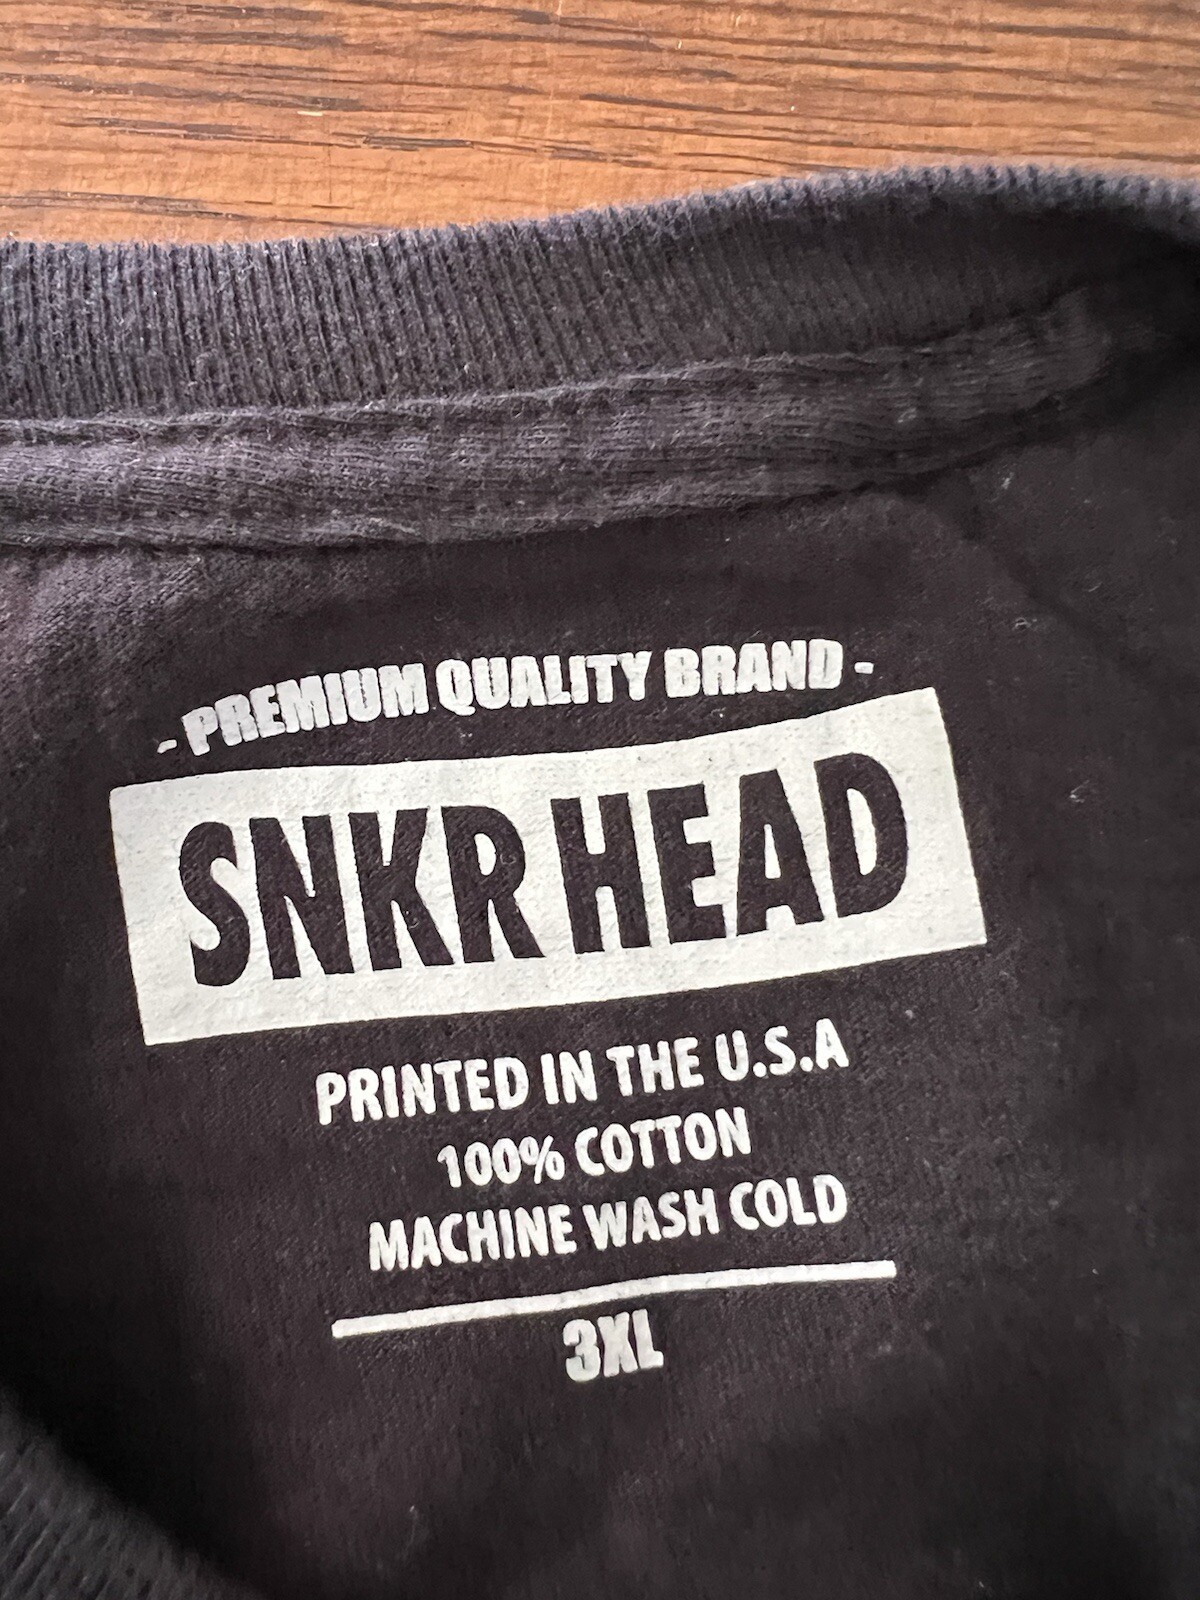 - PREMIUM QUALITY BRAND -
SNKR HEAD
PRINTED IN THE U.S.A
100% COTTON
MACHINE WASH COLD
3XL